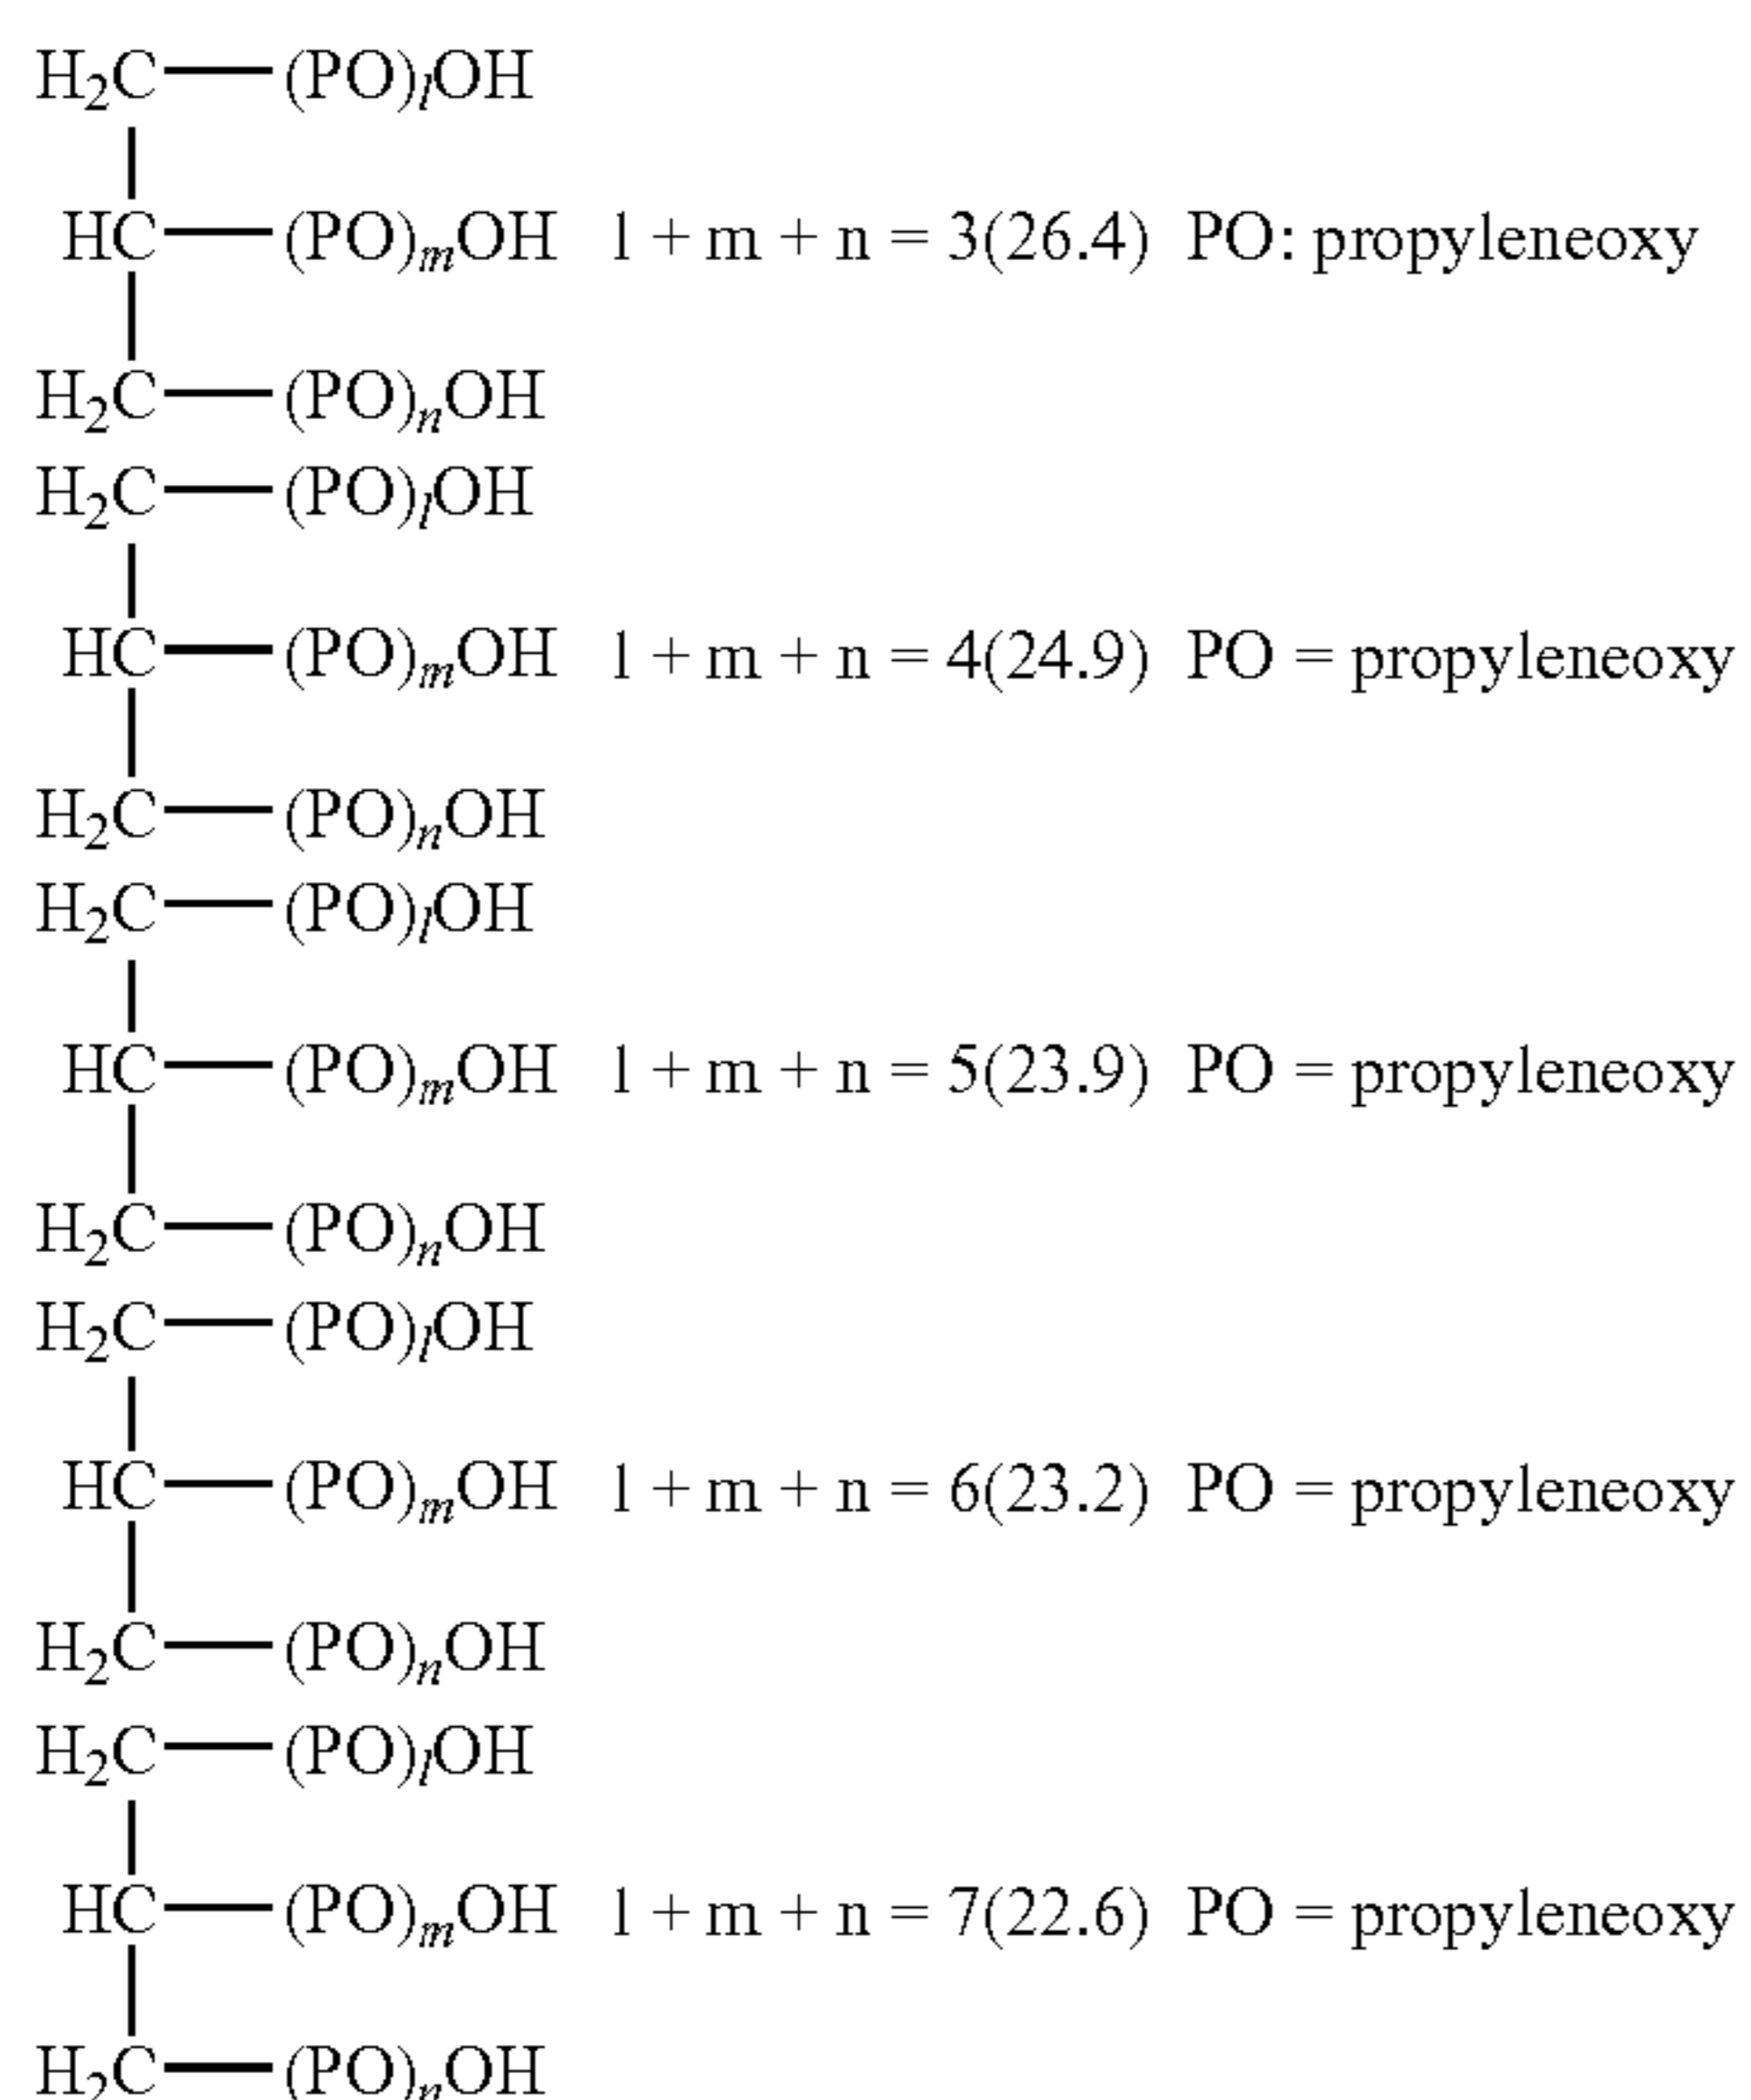 H₂C—(PO)ₗOH
HC—(PO)ₘOH l + m + n = 3(26.4) PO: propyleneoxy
H₂C—(PO)ₙOH
H₂C—(PO)ₗOH
HC—(PO)ₘOH l + m + n = 4(24.9) PO = propyleneoxy
H₂C—(PO)ₙOH
H₂C—(PO)ₗOH
HC—(PO)ₘOH l + m + n = 5(23.9) PO = propyleneoxy
H₂C—(PO)ₙOH
H₂C—(PO)ₗOH
HC—(PO)ₘOH l + m + n = 6(23.2) PO = propyleneoxy
H₂C—(PO)ₙOH
H₂C—(PO)ₗOH
HC—(PO)ₘOH l + m + n = 7(22.6) PO = propyleneoxy
H₂C—(PO)ₙOH